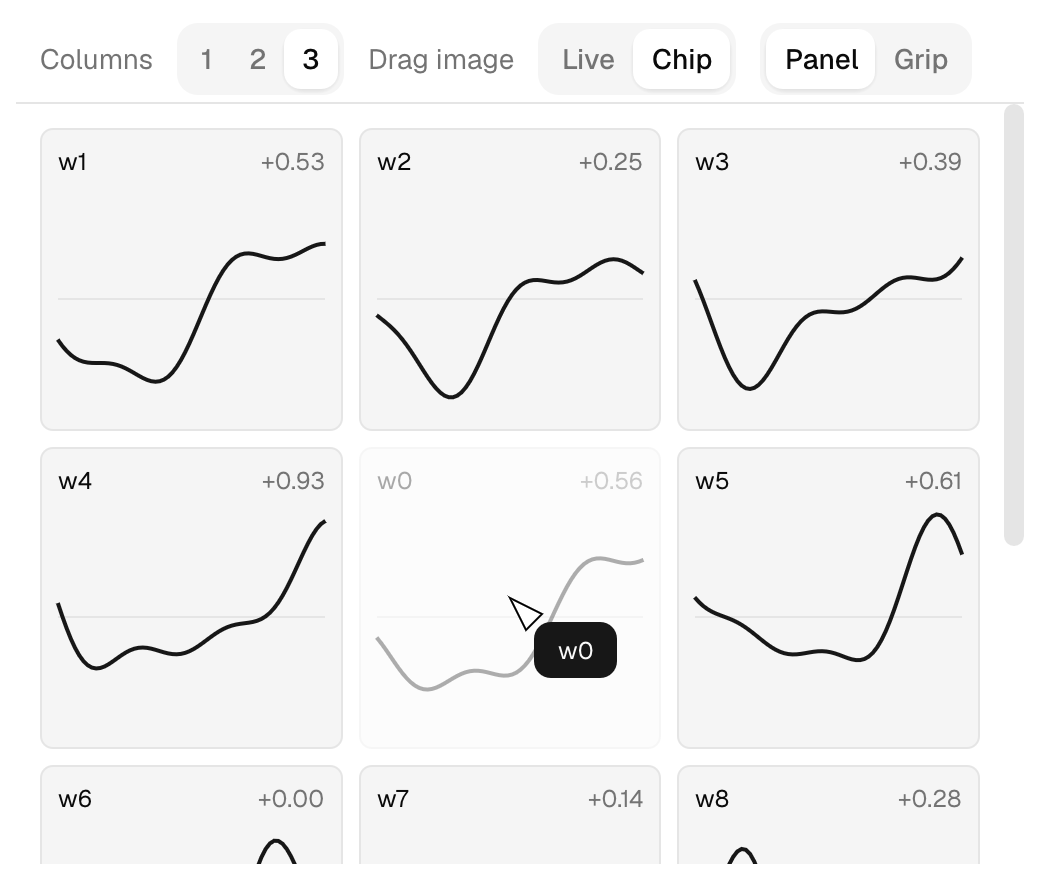 Columns 1 2 3 Drag image Live Chip Panel Grip
w1 +0.53 w2 +0.25 w3 +0.39
w4 +0.93 w0 +0.56 w5 +0.61
w0
w6 +0.00 w7 +0.14 w8 +0.28